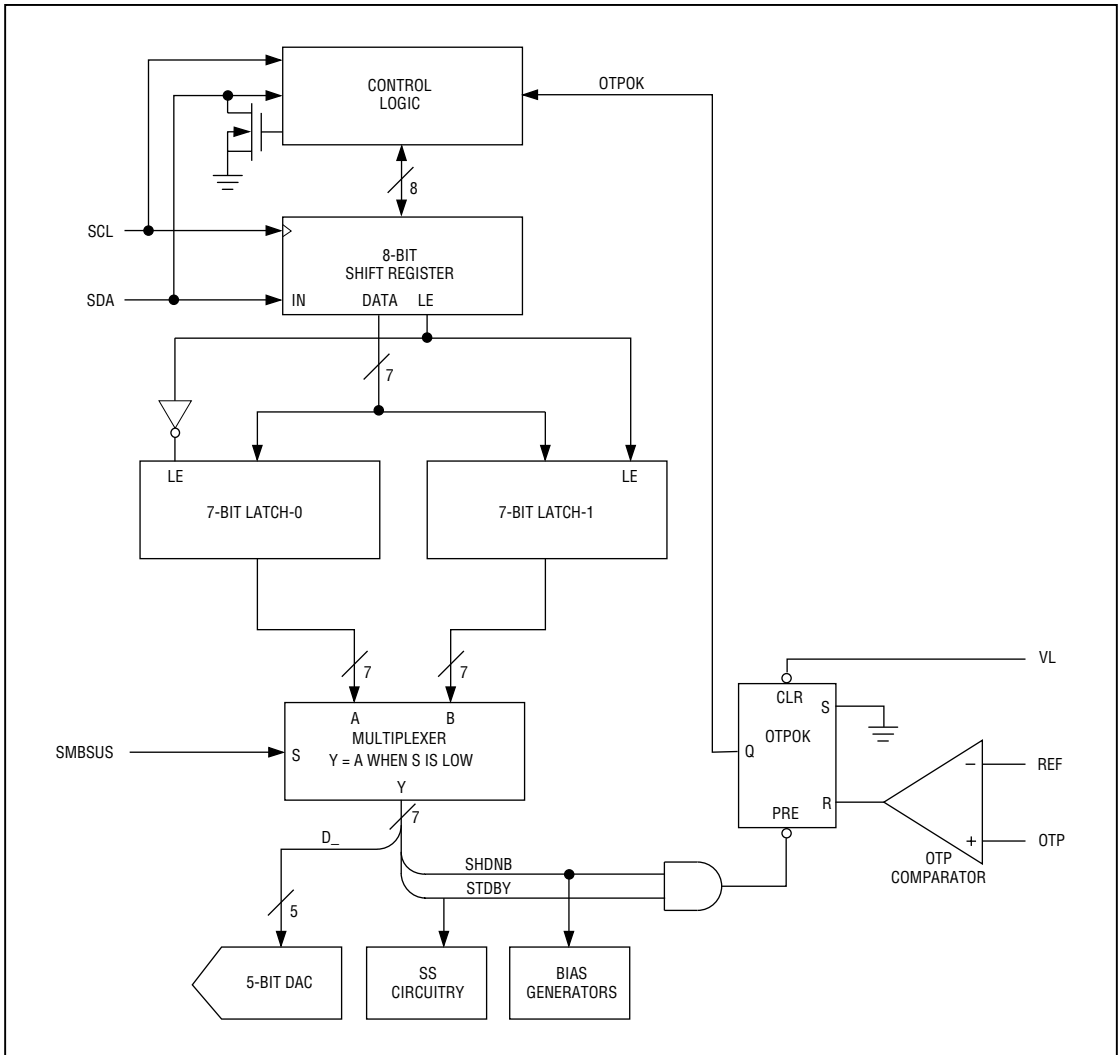 CONTROL
LOGIC
OTPOK
8
SCL
8-BIT
SHIFT REGISTER
SDA
IN DATA LE
7
LE
LE
7-BIT LATCH-0
7-BIT LATCH-1
7
7
VL
A B
CLR
S
MULTIPLEXER
Y = A WHEN S IS LOW
SMBSUS
S
OTPOK
Q
REF
Y
R
7
PRE
D_
OTP
OTP
COMPARATOR
SHDNB
STDBY
5
5-BIT DAC
SS
CIRCUITRY
BIAS
GENERATORS
−
+